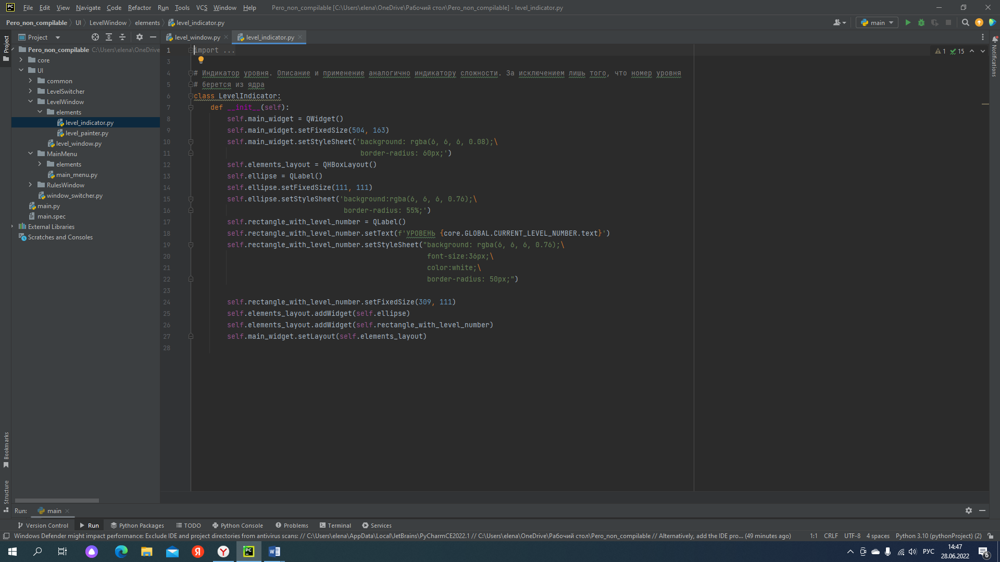 PC File Edit View Navigate Code Refactor Run Tools VCS Window Help Pero_non_compilable [C:\Users\elena\OneDrive\Рабочий стол\Pero_non_compilable] - level_indicator.py
Pero_non_compilable UI LevelWindow elements level_indicator.py main
Project level_window.py level_indicator.py
Project
Pero_non_compilable C:\Users\elena\OneDrive
core
UI
common
LevelSwitcher
LevelWindow
elements
level_indicator.py
level_painter.py
level_window.py
MainMenu
elements
main_menu.py
RulesWindow
window_switcher.py
main.py
main.spec
External Libraries
Scratches and Consoles
Bookmarks
Structure
1 import ...
3
4 # Индикатор уровня. Описание и применение аналогично индикатору сложности. За исключением лишь того, что номер уровня
5 # берется из ядра
6 class LevelIndicator:
7 def __init__(self):
8 self.main_widget = QWidget()
9 self.main_widget.setFixedSize(504, 163)
10 self.main_widget.setStyleSheet('background: rgba(6, 6, 6, 0.08);\
11 border-radius: 60px;')
12 self.elements_layout = QHBoxLayout()
13 self.ellipse = QLabel()
14 self.ellipse.setFixedSize(111, 111)
15 self.ellipse.setStyleSheet('background:rgba(6, 6, 6, 0.76);\
16 border-radius: 55%;')
17 self.rectangle_with_level_number = QLabel()
18 self.rectangle_with_level_number.setText(f'УРОВЕНЬ {core.GLOBAL.CURRENT_LEVEL_NUMBER.text}')
19 self.rectangle_with_level_number.setStyleSheet("background: rgba(6, 6, 6, 0.76);\
20 font-size:36px;\
21 color:white;\
22 border-radius: 50px;")
23
24 self.rectangle_with_level_number.setFixedSize(309, 111)
25 self.elements_layout.addWidget(self.ellipse)
26 self.elements_layout.addWidget(self.rectangle_with_level_number)
27 self.main_widget.setLayout(self.elements_layout)
28
1 15
Notifications
Run: main
Version Control Run Python Packages TODO Python Console Problems Terminal Services
Windows Defender might impact performance: Exclude IDE and project directories from antivirus scans: // C:\Users\elena\AppData\Local\JetBrains\PyCharmCE2022.1 // C:\Users\elena\OneDrive\Рабочий стол\Pero_non_compilable // Alternatively, add the IDE pro... (49 minutes ago) 1:1 CRLF UTF-8 4 spaces Python 3.10 (pythonProject) (2)
Я Y PC W РУС 14:47
28.06.2022 6